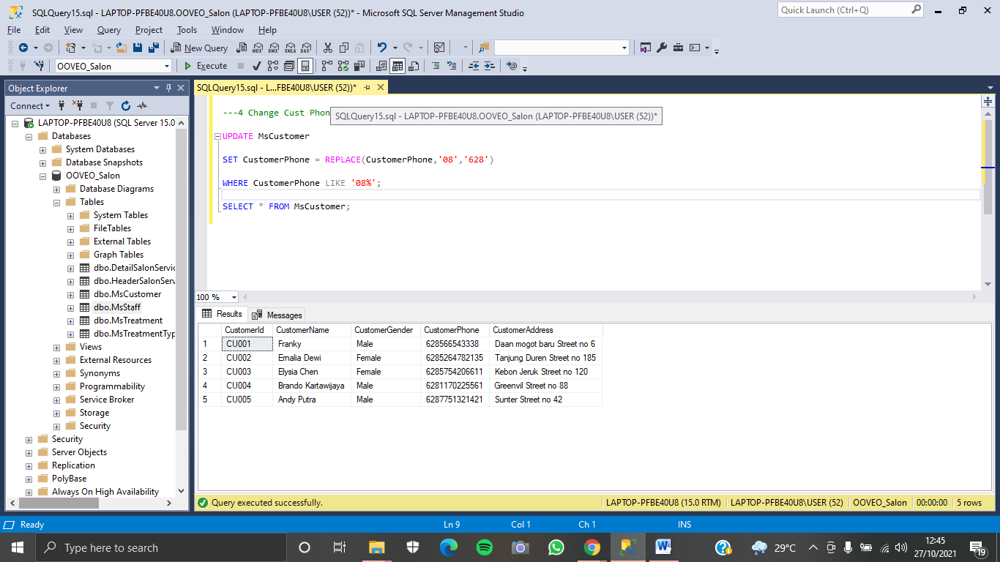 SQLQuery15.sql - LAPTOP-PFBE40U8.OOVEO_Salon (LAPTOP-PFBE40U8\USER (52))* - Microsoft SQL Server Management Studio
Quick Launch (Ctrl+Q)
File Edit View Query Project Tools Window Help
New Query MDX DMX XMLA DAX
OOVEO_Salon Execute
Object Explorer
Connect
LAPTOP-PFBE40U8 (SQL Server 15.0
Databases
System Databases
Database Snapshots
OOVEO_Salon
Database Diagrams
Tables
System Tables
FileTables
External Tables
Graph Tables
dbo.DetailSalonServic
dbo.HeaderSalonServ
dbo.MsCustomer
dbo.MsStaff
dbo.MsTreatment
dbo.MsTreatmentTyp
Views
External Resources
Synonyms
Programmability
Service Broker
Storage
Security
Security
Server Objects
Replication
PolyBase
Always On High Availability
SQLQuery15.sql - L...FBE40U8\USER (52))*
---4 Change Cust Phon
SQLQuery15.sql - LAPTOP-PFBE40U8.OOVEO_Salon (LAPTOP-PFBE40U8\USER (52))*
UPDATE MsCustomer
SET CustomerPhone = REPLACE(CustomerPhone,'08','628')
WHERE CustomerPhone LIKE '08%';
SELECT * FROM MsCustomer;
100 %
Results Messages
CustomerId CustomerName CustomerGender CustomerPhone CustomerAddress
1 CU001 Franky Male 628566543338 Daan mogot baru Street no 6
2 CU002 Emalia Dewi Female 6285264782135 Tanjung Duren Street no 185
3 CU003 Elysia Chen Female 6285754206611 Kebon Jeruk Street no 120
4 CU004 Brando Kartawijaya Male 6281170225561 Greenvil Street no 88
5 CU005 Andy Putra Male 6287751321421 Sunter Street no 42
Query executed successfully. LAPTOP-PFBE40U8 (15.0 RTM) LAPTOP-PFBE40U8\USER (52) OOVEO_Salon 00:00:00 5 rows
Ready Ln 9 Col 1 Ch 1 INS
Type here to search 29°C 12:45
27/10/2021 19